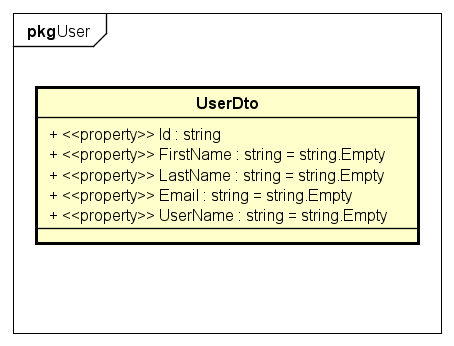 pkgUser
UserDto
+ <<property>> Id : string
+ <<property>> FirstName : string = string.Empty
+ <<property>> LastName : string = string.Empty
+ <<property>> Email : string = string.Empty
+ <<property>> UserName : string = string.Empty